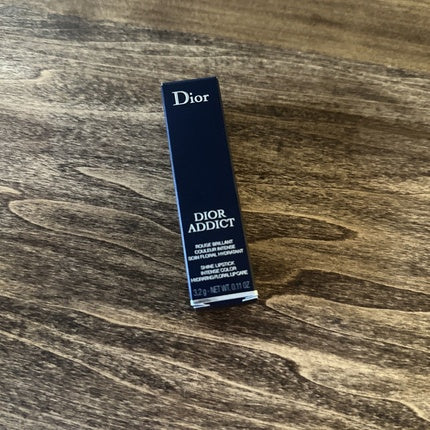 Dior
DIOR
ADDICT
ROUGE BRILLANT
COULEUR INTENSE
SOIN FLORAL HYDRATANT
SHINE LIPSTICK
INTENSE COLOR
HYDRATING FLORAL LIP CARE
3.2 g - NET WT. 0.11 OZ